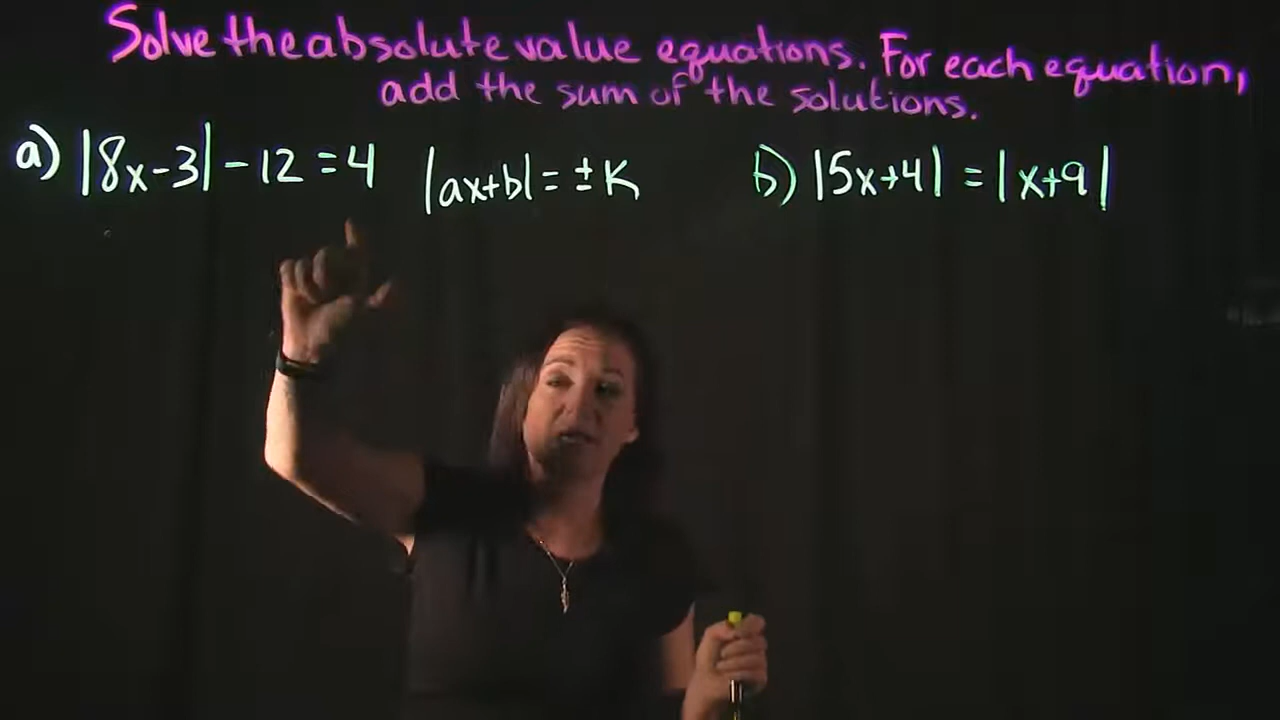 Solve the absolute value equations. For each equation,
add the sum of the solutions.
a) |8x-3| - 12 = 4 |ax+b| = ± K b) |5x+4| = |x+9|